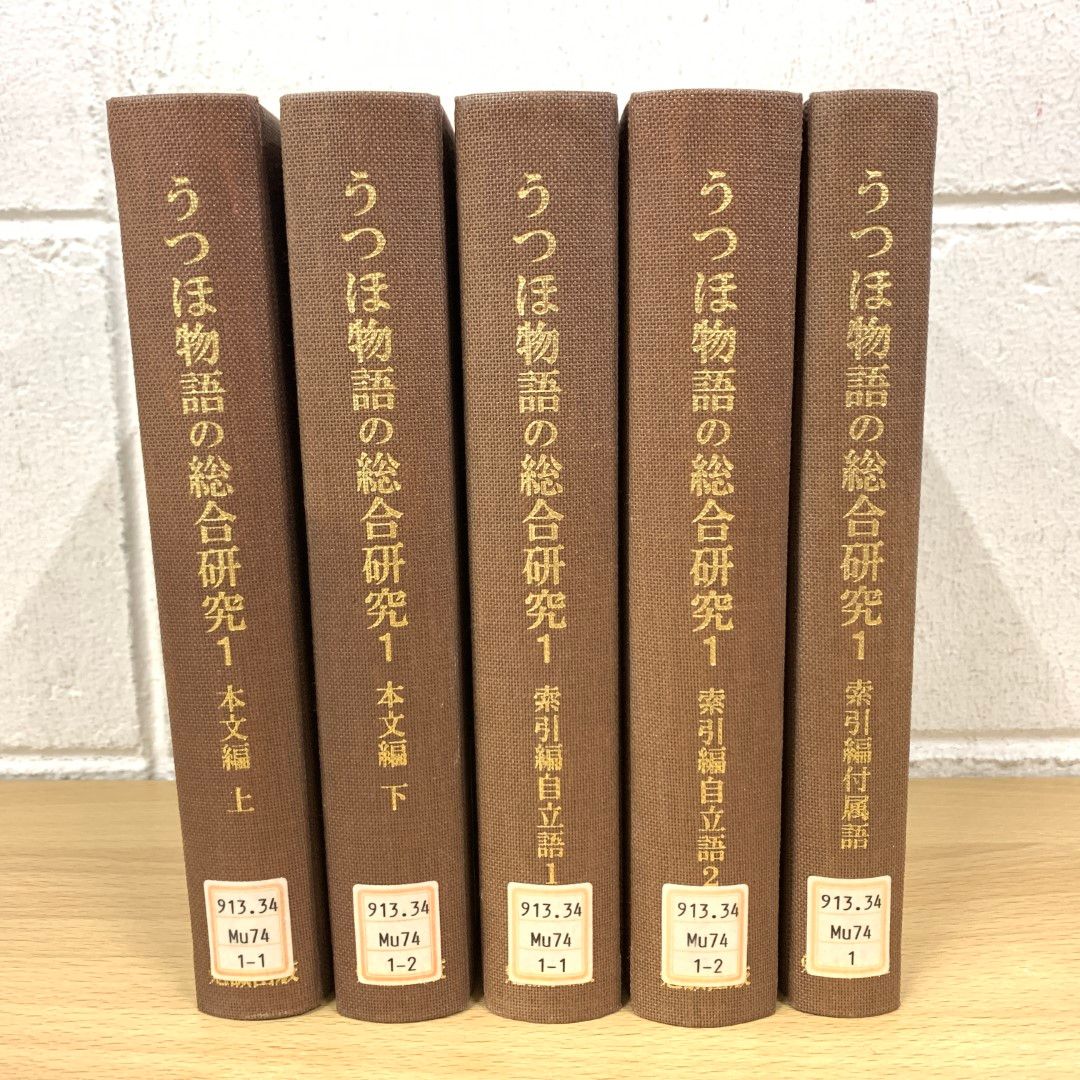 うつほ物語の総合研究1 本文編 上
913.34
Mu74
1-1
うつほ物語の総合研究1 本文編 下
913.34
Mu74
1-2
うつほ物語の総合研究1 索引編自立語1
913.34
Mu74
1-1
うつほ物語の総合研究1 索引編自立語2
913.34
Mu74
1-2
うつほ物語の総合研究1 索引編付属語
913.34
Mu74
1